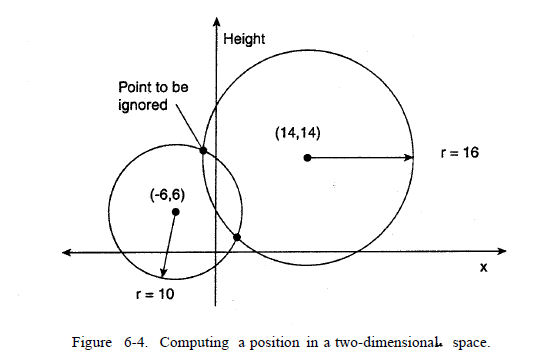 Height
Point to be
ignored
(14,14)
r = 16
(-6,6)
x
r = 10
Figure 6-4. Computing a position in a two-dimensional. space.